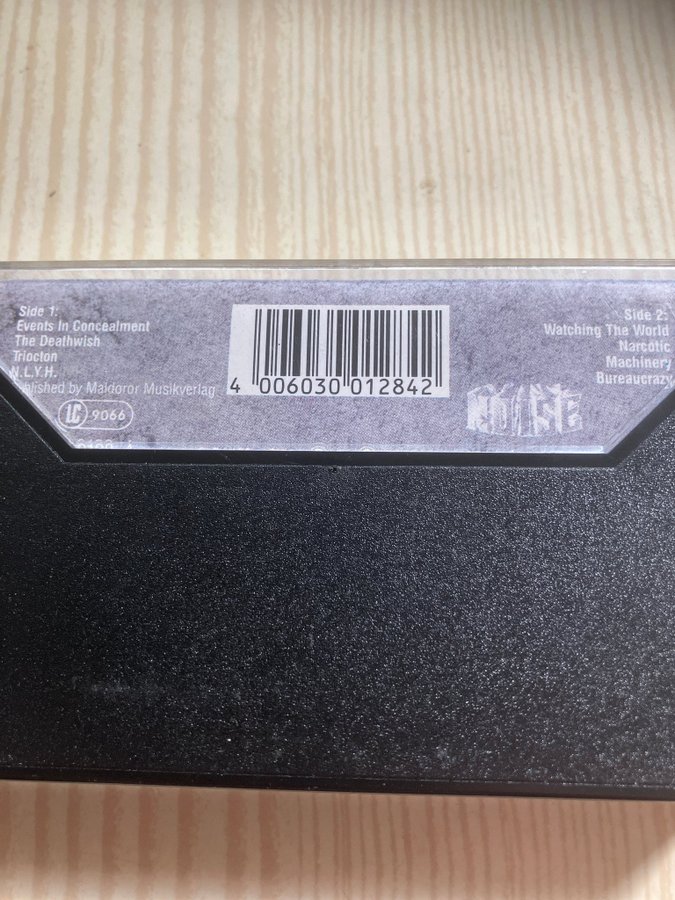 Side 1:
Events In Concealment
The Deathwish
Triocton
N.L.Y.H.
Published by Maldoror Musikverlag
LC 9066
4 006030 012842
NOISE
Side 2:
Watching The World
Narcotic
Machinery
Bureaucrazy